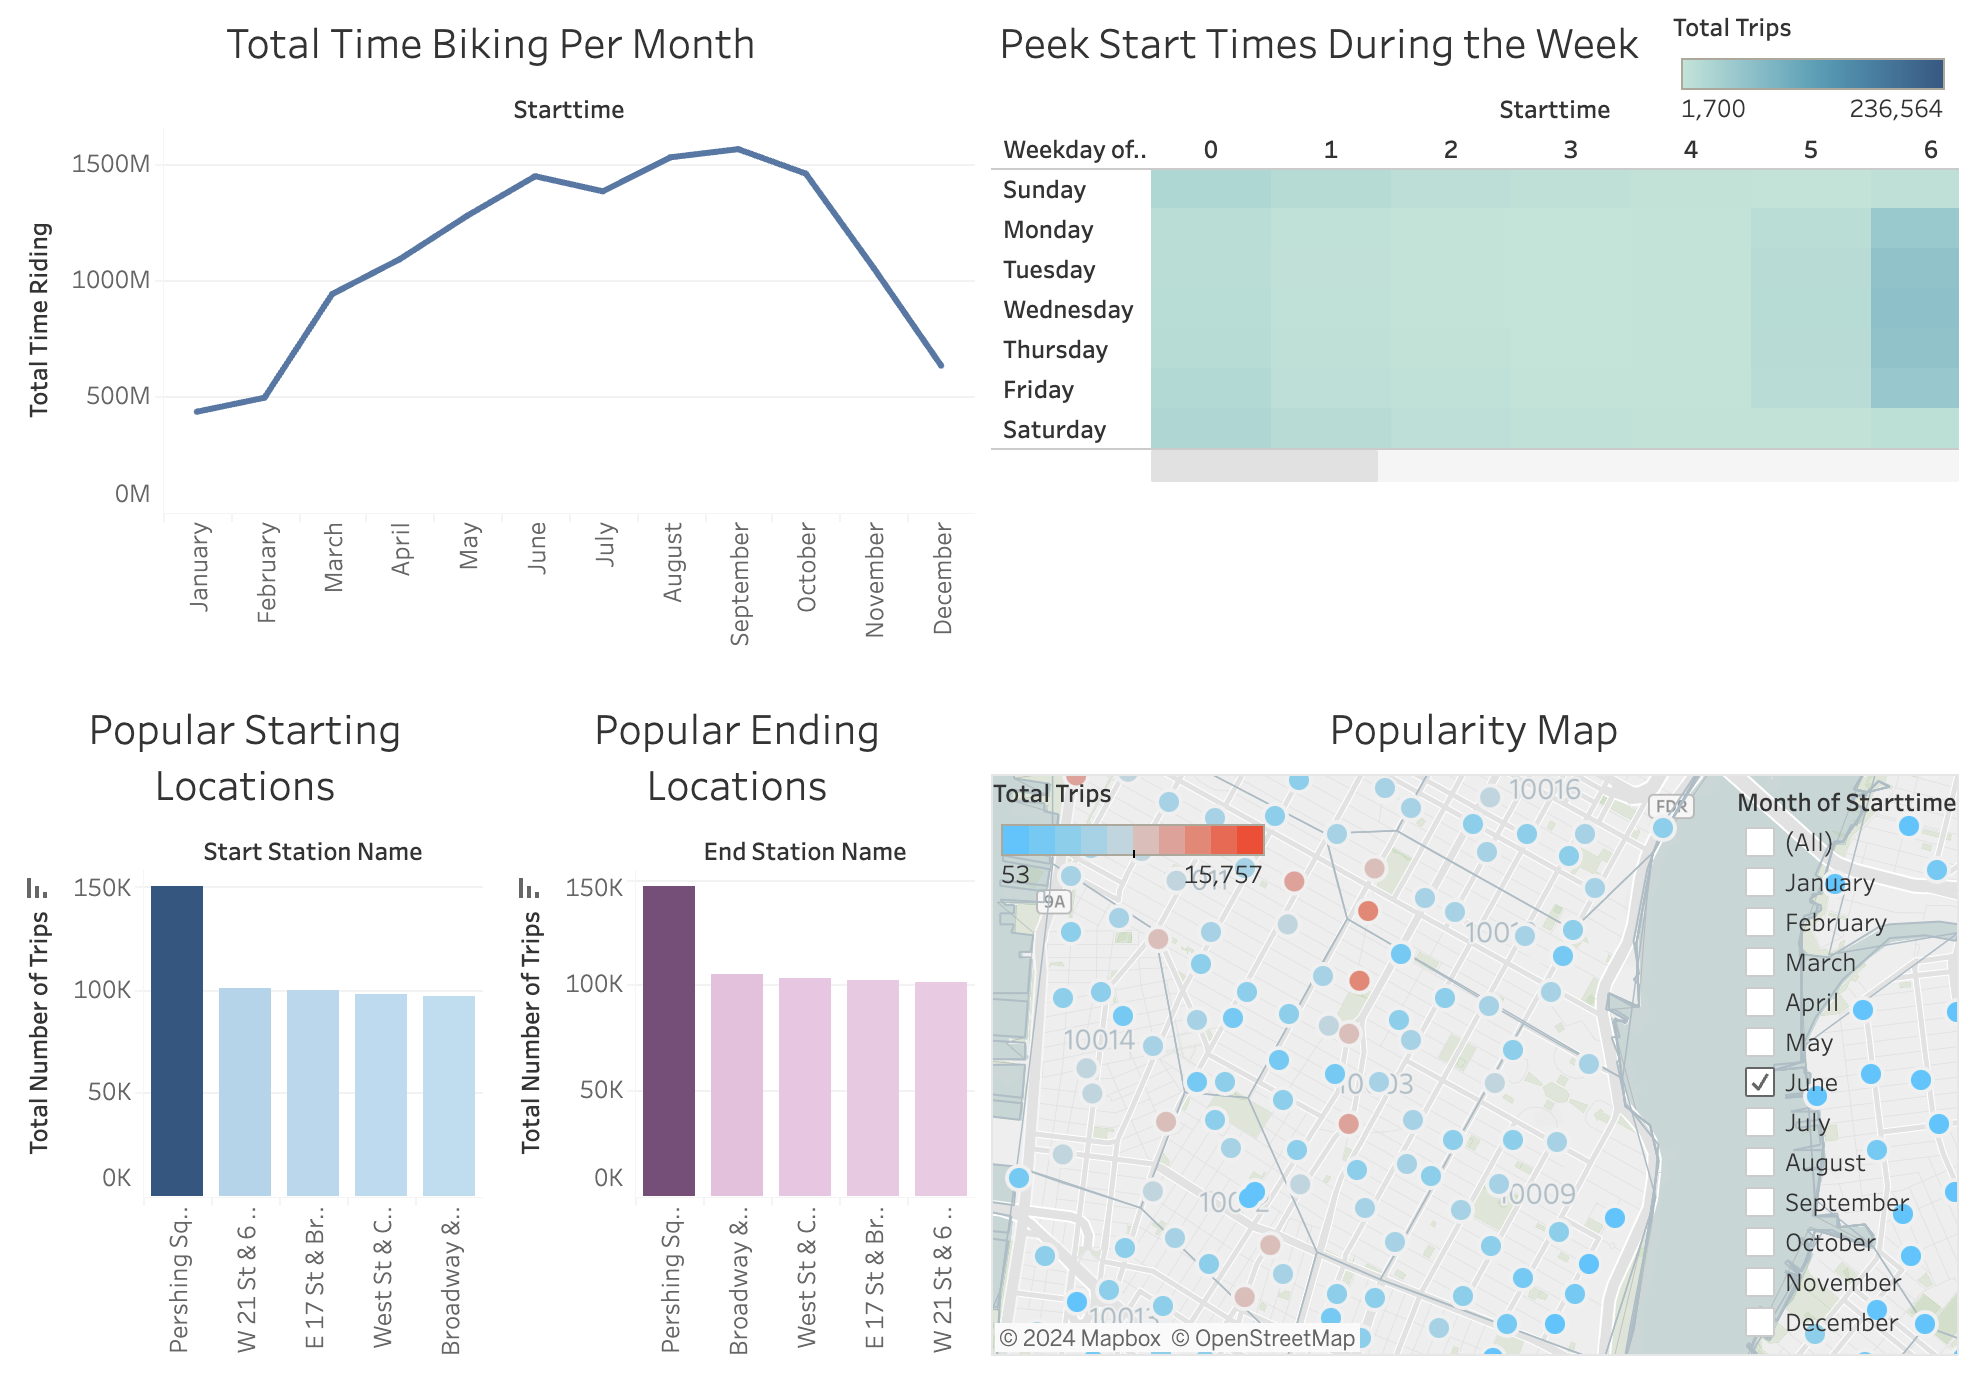 Total Time Biking Per Month
Starttime
Total Time Riding
1500M
1000M
500M
0M
January
February
March
April
May
June
July
August
September
October
November
December
Peek Start Times During the Week
Total Trips
1,700 236,564
Starttime
Weekday of.. 0 1 2 3 4 5 6
Sunday
Monday
Tuesday
Wednesday
Thursday
Friday
Saturday
Popular Starting
Locations
Start Station Name
Total Number of Trips
150K
100K
50K
0K
Pershing Sq..
W 21 St & 6 ..
E 17 St & Br..
West St & C..
Broadway &..
Popular Ending
Locations
End Station Name
Total Number of Trips
150K
100K
50K
0K
Pershing Sq..
Broadway &..
West St & C..
E 17 St & Br..
W 21 St & 6 ..
Popularity Map
Total Trips
53 15,757
10016
FDR
9A
10014
10009
Month of Starttime
(All)
January
February
March
April
May
June
July
August
September
October
November
December
© 2024 Mapbox © OpenStreetMap